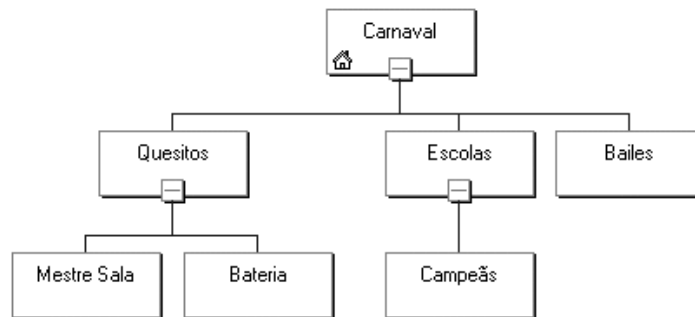 Carnaval
Quesitos
Escolas
Bailes
Mestre Sala
Bateria
Campeãs